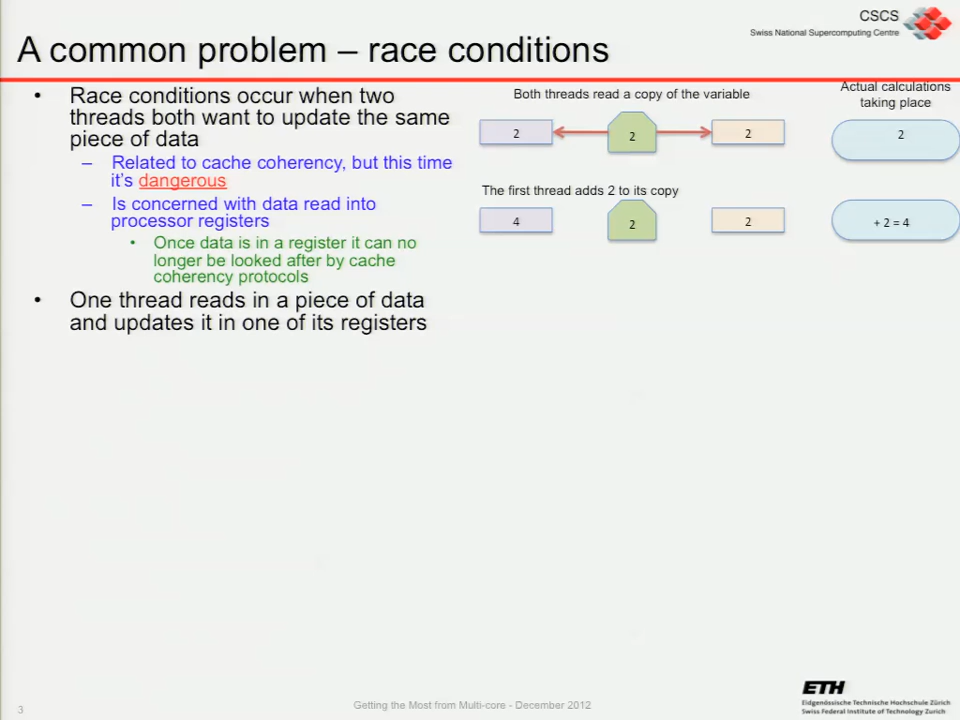 CSCS
Swiss National Supercomputing Centre
A common problem – race conditions
• Race conditions occur when two
threads both want to update the same
piece of data
– Related to cache coherency, but this time
it's dangerous
– Is concerned with data read into
processor registers
• Once data is in a register it can no
longer be looked after by cache
coherency protocols
• One thread reads in a piece of data
and updates it in one of its registers
Both threads read a copy of the variable
2 2 2
The first thread adds 2 to its copy
4 2 2
Actual calculations
taking place
2
+ 2 = 4
3
Getting the Most from Multi-core - December 2012
ETH
Eidgenössische Technische Hochschule Zürich
Swiss Federal Institute of Technology Zurich